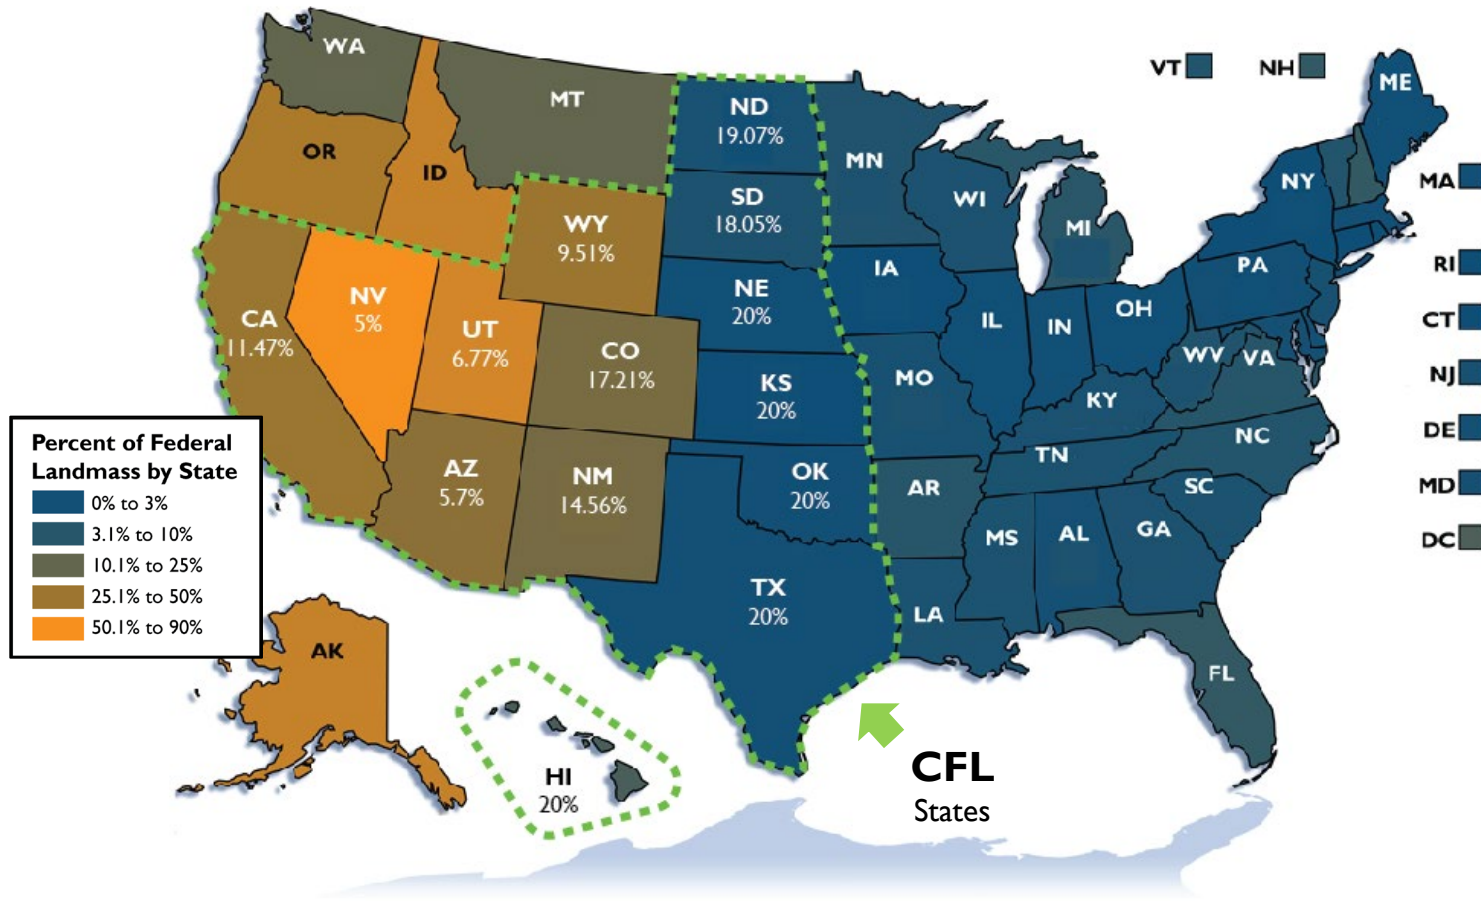 WA
MT
OR
ID
ND
19.07%
MN
SD
18.05%
WY
9.51%
WI
MI
VT
NH
ME
NY
MA
NV
5%
CA
11.47%
UT
6.77%
CO
17.21%
NE
20%
IA
IL
IN
OH
PA
RI
CT
KS
20%
MO
KY
WV
VA
NJ
DE
MD
DC
Percent of Federal
Landmass by State
0% to 3%
3.1% to 10%
10.1% to 25%
25.1% to 50%
50.1% to 90%
AZ
5.7%
NM
14.56%
OK
20%
AR
TN
NC
SC
MS
AL
GA
TX
20%
LA
FL
AK
HI
20%
CFL
States